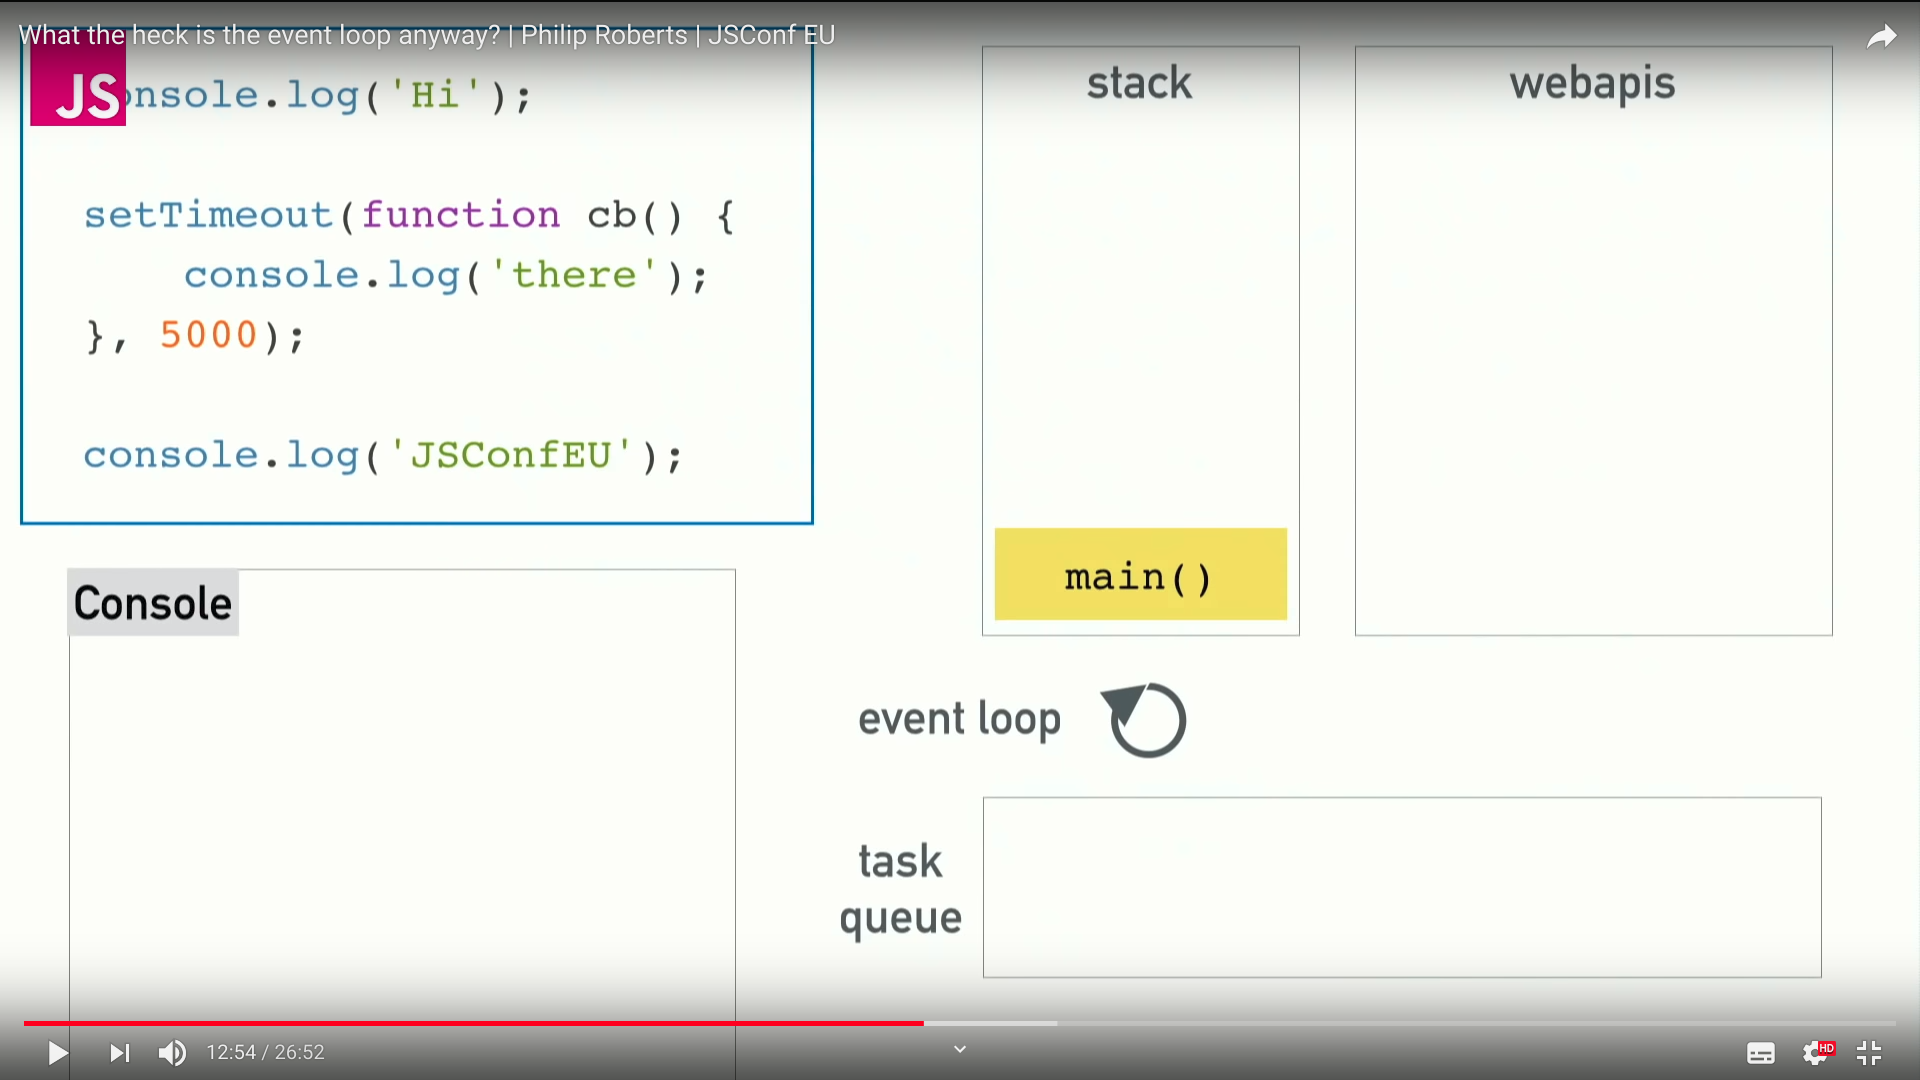 What the heck is the event loop anyway? | Philip Roberts | JSConf EU
JS
onsole.log('Hi');
setTimeout(function cb() {
console.log('there');
}, 5000);
console.log('JSConfEU');
Console
stack
main()
webapis
event loop
task
queue
12:54 / 26:52
HD